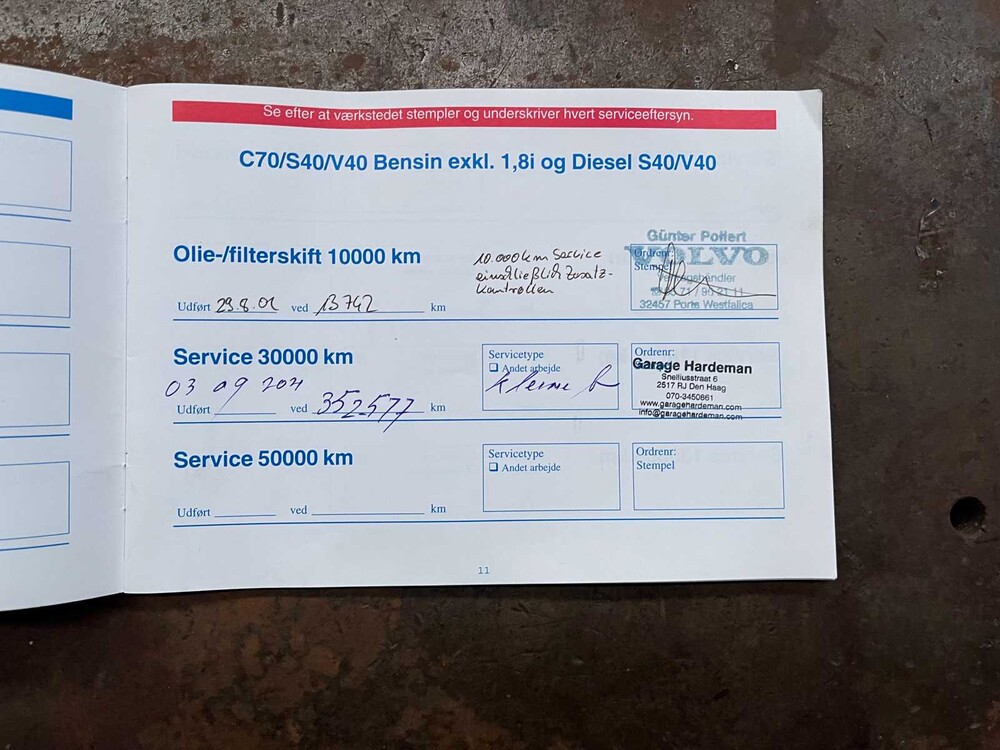 Se efter at værkstedet stempler og underskriver hvert serviceeftersyn.
C70/S40/V40 Bensin exkl. 1,8i og Diesel S40/V40
Olie-/filterskift 10000 km
10.000km Service
einschließlich Zusatz-
Kontrollen
Günter Pollert
VOLVO
Ordrenr:
Stempel
32457 Porta Westfalica
Udført 29.8.01 ved 13742 km
Service 30000 km
Servicetype
Andet arbejde
kleine B
Ordrenr:
Garage Hardeman
Snelliusstraat 6
2517 RJ Den Haag
070-3450861
www.garagehardeman.com
info@garagehardeman.com
03 09
Udført ved 352577 km
Service 50000 km
Servicetype
Andet arbejde
Ordrenr:
Stempel
Udført ved km
11